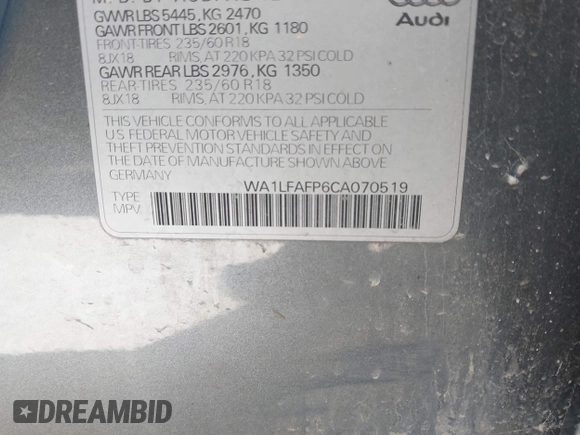 GVWR LBS 5445, KG 2470
GAWR FRONT LBS 2601, KG 1180
FRONT-TIRES 235/60 R18
8JX18 RIMS, AT 220 KPA 32 PSI COLD
GAWR REAR LBS 2976, KG 1350
REAR-TIRES 235/60 R18
8JX18 RIMS, AT 220 KPA 32 PSI COLD
Audi
THIS VEHICLE CONFORMS TO ALL APPLICABLE
U.S. FEDERAL MOTOR VEHICLE SAFETY AND
THEFT PREVENTION STANDARDS IN EFFECT ON
THE DATE OF MANUFACTURE SHOWN ABOVE.
GERMANY
WA1LFAFP6CA070519
TYPE
MPV
DREAMBID